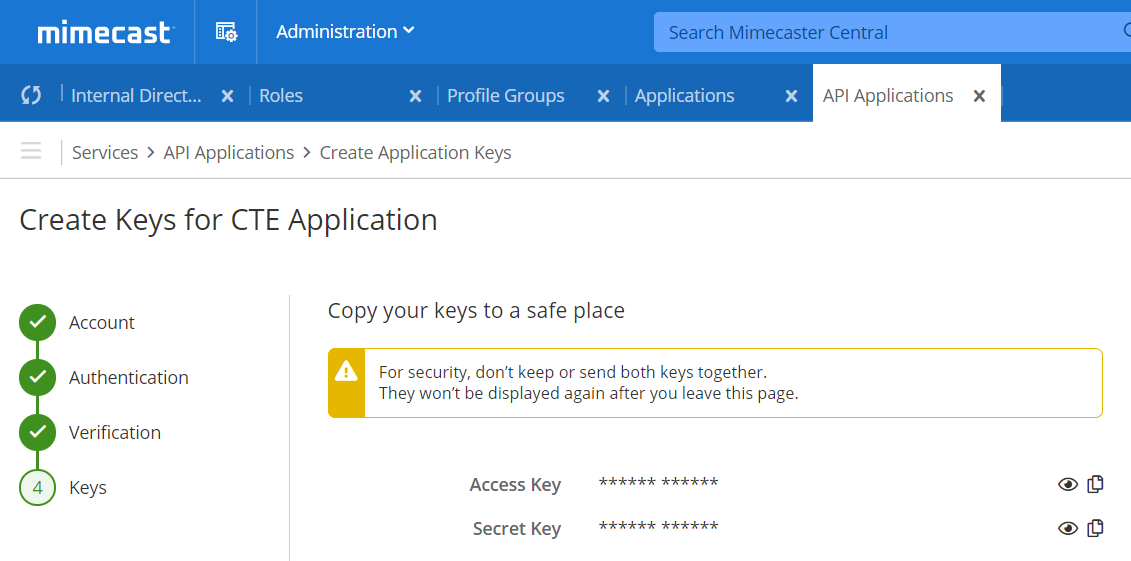 mimecast Administration Search Mimecaster Central
Internal Direct... Roles Profile Groups Applications API Applications
Services > API Applications > Create Application Keys
Create Keys for CTE Application
Account
Authentication
Verification
4 Keys
Copy your keys to a safe place
For security, don’t keep or send both keys together.
They won’t be displayed again after you leave this page.
Access Key ****** ******
Secret Key ****** ******